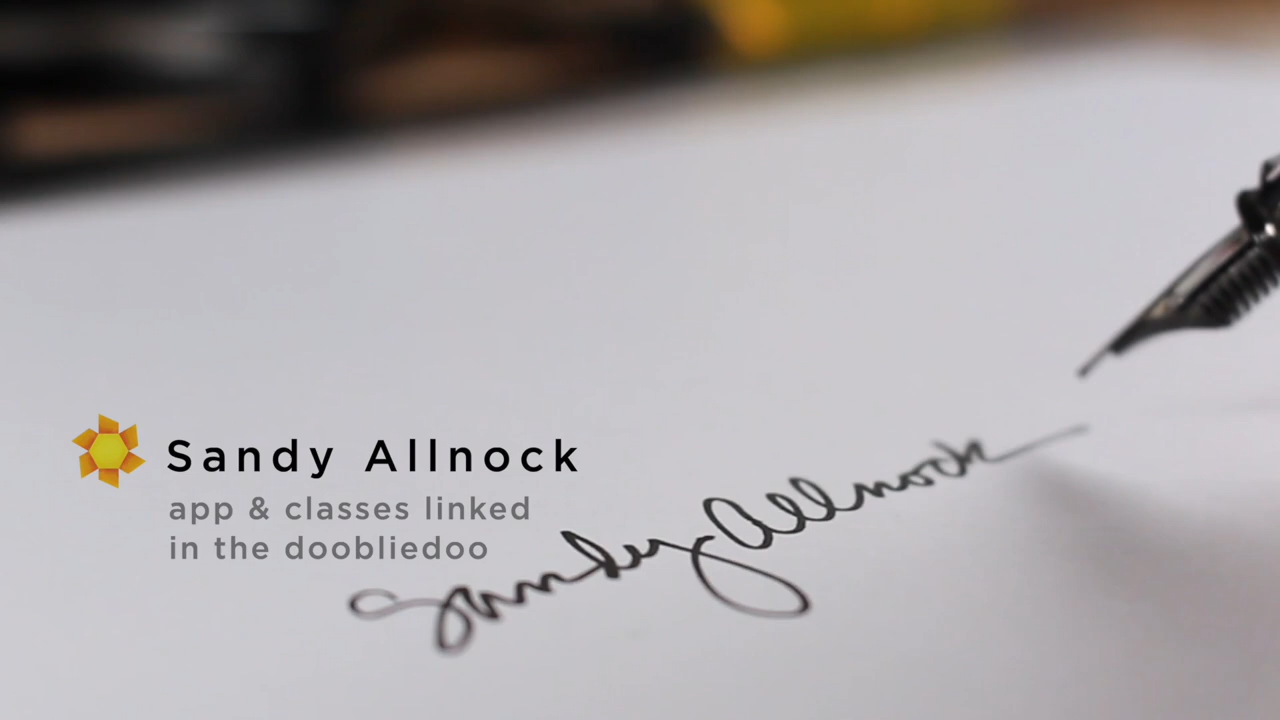 Sandy Allnock
app & classes linked
in the doobliedoo
Sandy Allnock